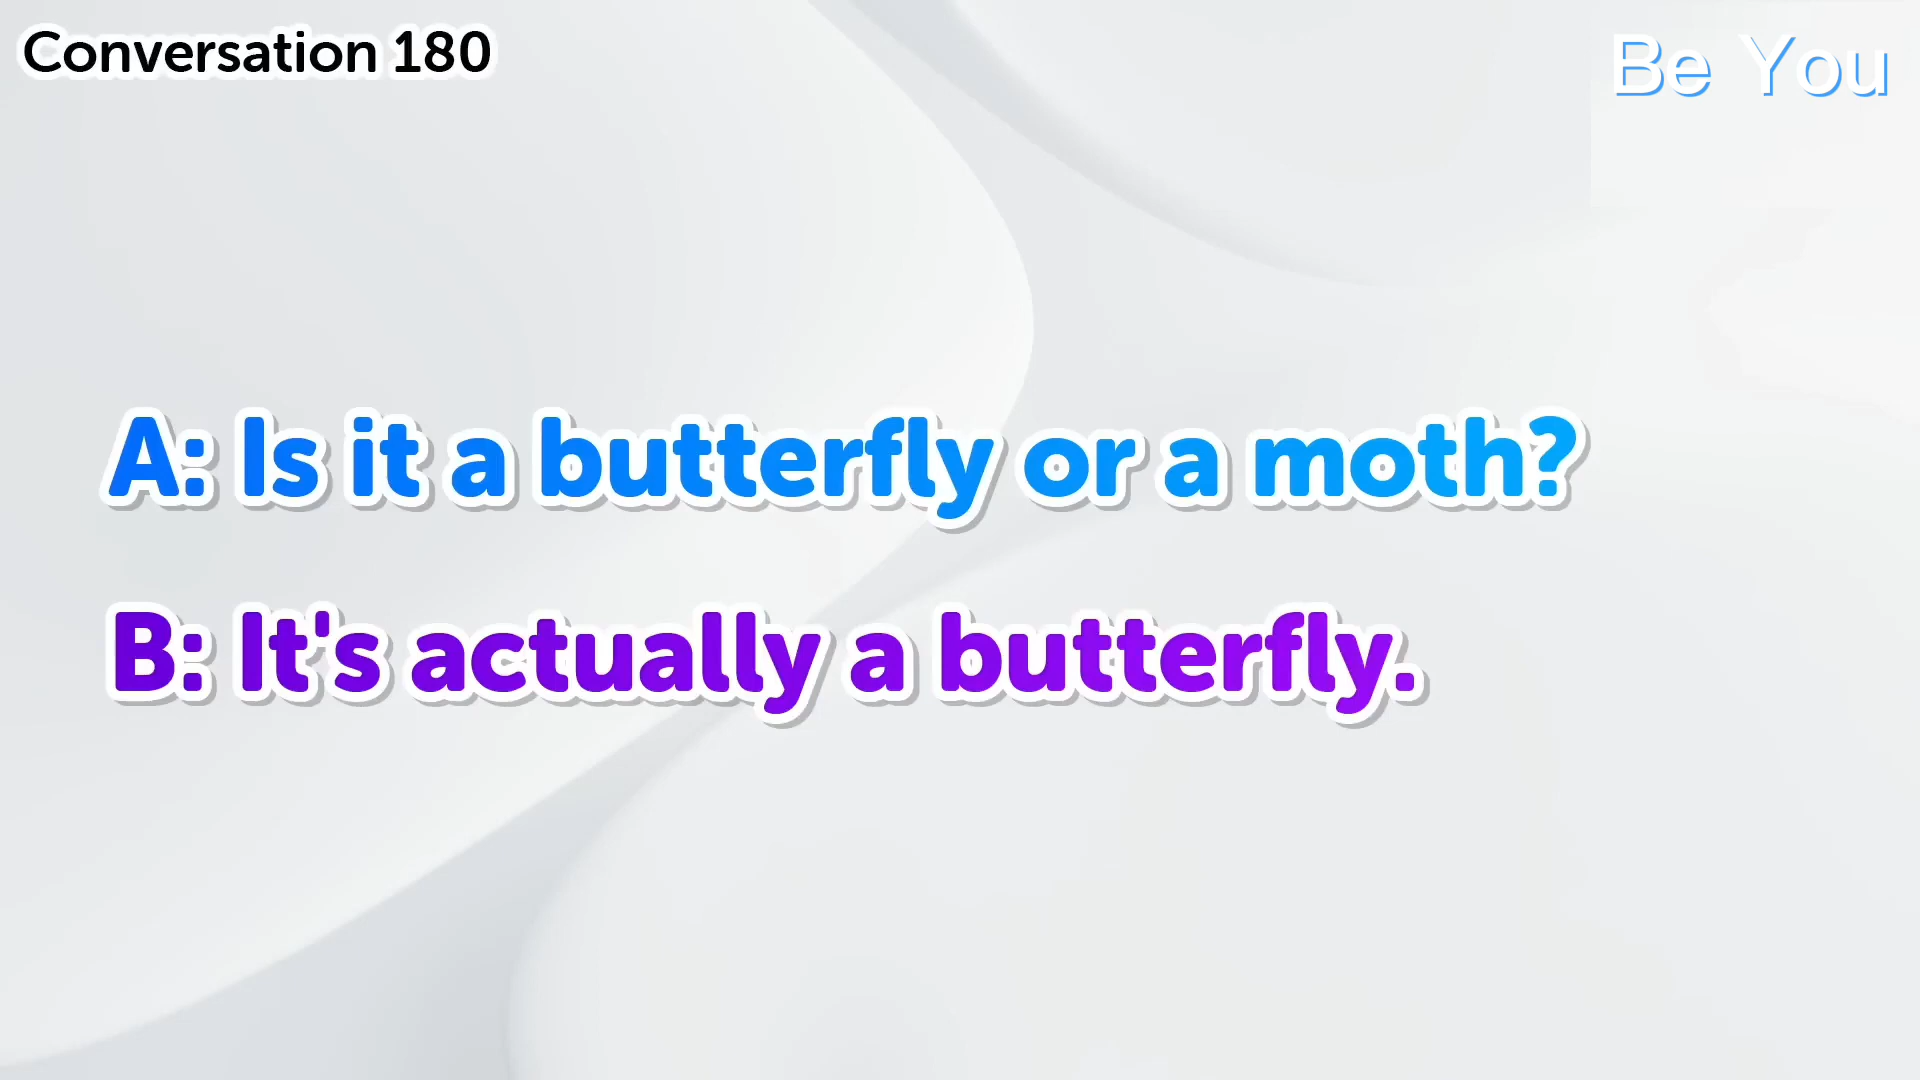 Conversation 180
Be You
A: Is it a butterfly or a moth?
B: It's actually a butterfly.